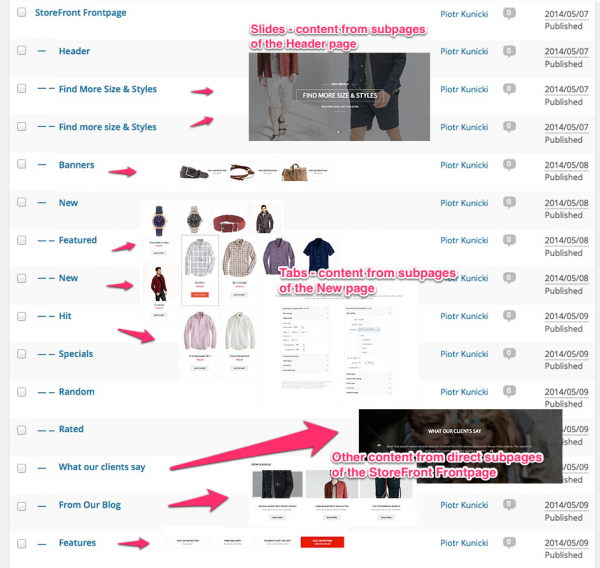 StoreFront Frontpage Piotr Kunicki 0 2014/05/07
Published
Slides - content from subpages
of the Header page
— Header Piotr Kunicki 0 2014/05/07
Published
— — Find More Size & Styles Piotr Kunicki 0 2014/05/07
Published
FIND MORE SIZE & STYLES
— — Find more size & Styles Piotr Kunicki 0 2014/05/07
Published
— Banners Piotr Kunicki 0 2014/05/08
Published
— New Piotr Kunicki 0 2014/05/08
Published
— — Featured Piotr Kunicki 0 2014/05/08
Published
Tabs - content from subpages
of the New page
— — New Piotr Kunicki 0 2014/05/08
Published
— — Hit Piotr Kunicki 0 2014/05/09
Published
— — Specials Piotr Kunicki 0 2014/05/09
Published
— — Random Piotr Kunicki 0 2014/05/09
Published
— — Rated Piotr Kunicki 0 2014/05/09
Published
WHAT OUR CLIENTS SAY
Other content from direct subpages
of the StoreFront Frontpage
— What our clients say Piotr Kunicki 0 2014/05/09
Published
FROM OUR BLOG
— From Our Blog Piotr Kunicki 0 2014/05/09
Published
— Features Piotr Kunicki 0 2014/05/09
Published